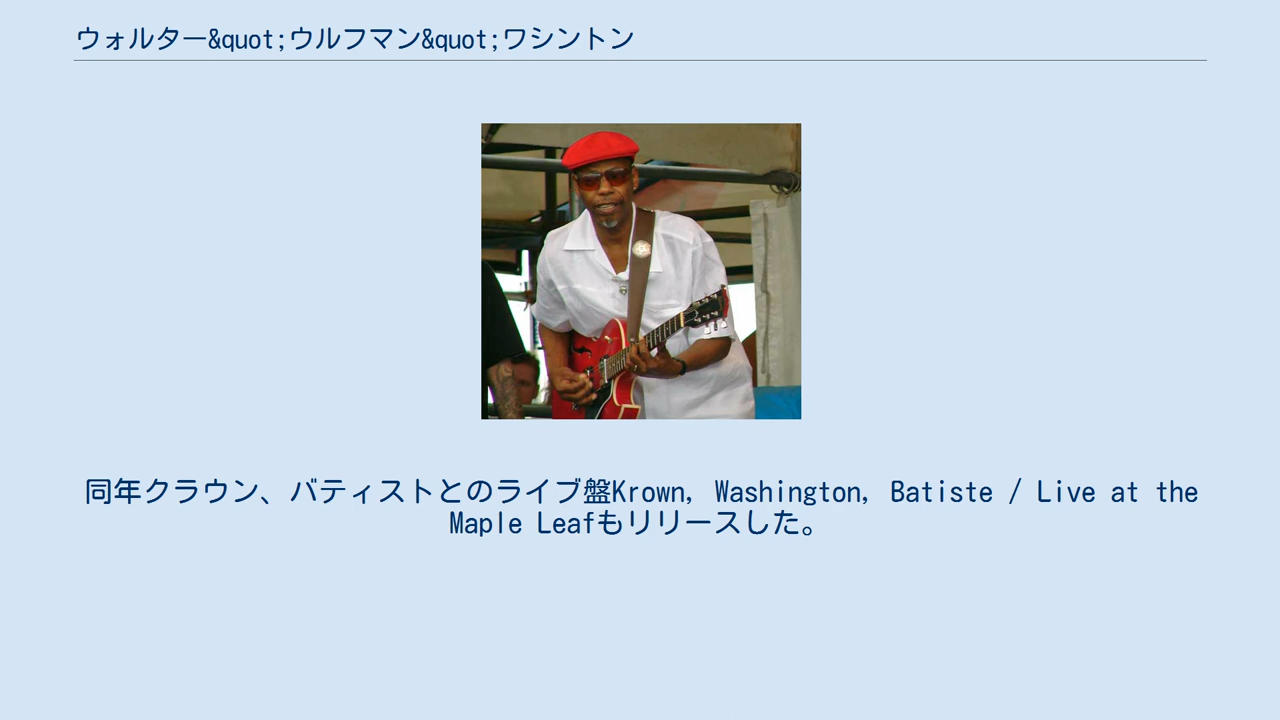 ウォルター&quot;ウルフマン&quot;ワシントン
同年クラウン、バティストとのライブ盤Krown, Washington, Batiste / Live at the
Maple Leafもリリースした。